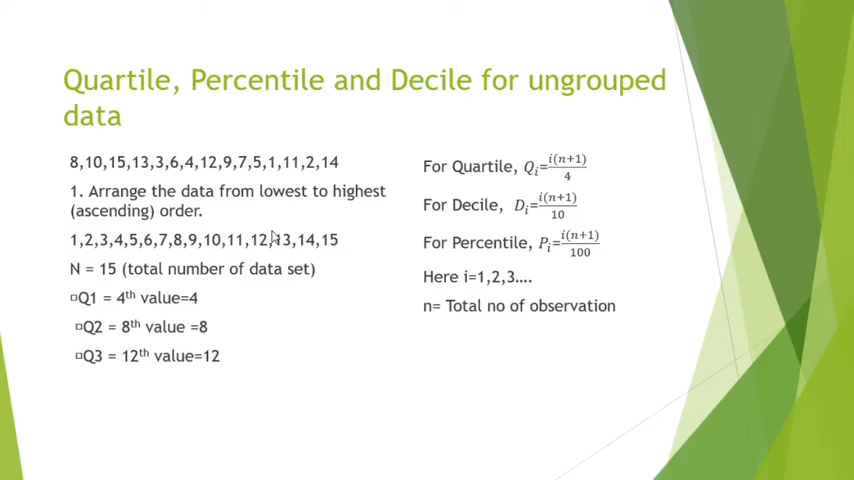 Quartile, Percentile and Decile for ungrouped
data
8,10,15,13,3,6,4,12,9,7,5,1,11,2,14
1. Arrange the data from lowest to highest
(ascending) order.
1,2,3,4,5,6,7,8,9,10,11,12,13,14,15
N = 15 (total number of data set)
▫Q1 = 4th value=4
▫Q2 = 8th value =8
▫Q3 = 12th value=12
For Quartile, Qᵢ=i(n+1)/4
For Decile, Dᵢ=i(n+1)/10
For Percentile, Pᵢ=i(n+1)/100
Here i=1,2,3....
n= Total no of observation